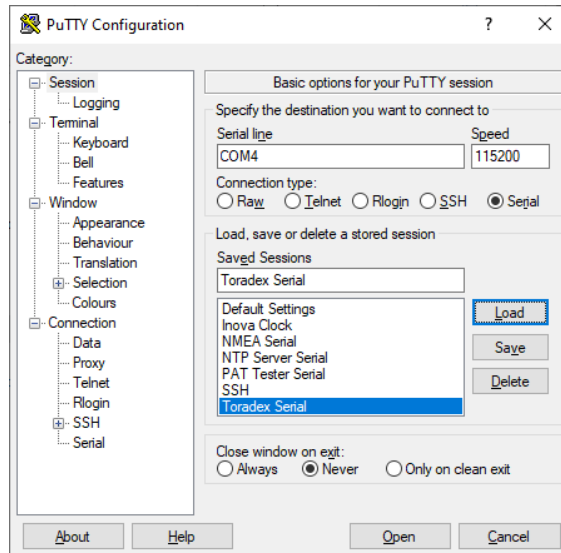 PuTTY Configuration
?
Category:
Session
Logging
Terminal
Keyboard
Bell
Features
Window
Appearance
Behaviour
Translation
Selection
Colours
Connection
Data
Proxy
Telnet
Rlogin
SSH
Serial
Basic options for your PuTTY session
Specify the destination you want to connect to
Serial line Speed
COM4 115200
Connection type:
Raw Telnet Rlogin SSH Serial
Load, save or delete a stored session
Saved Sessions
Toradex Serial
Default Settings
Inova Clock
NMEA Serial
NTP Server Serial
PAT Tester Serial
SSH
Toradex Serial
Load
Save
Delete
Close window on exit:
Always Never Only on clean exit
About Help Open Cancel